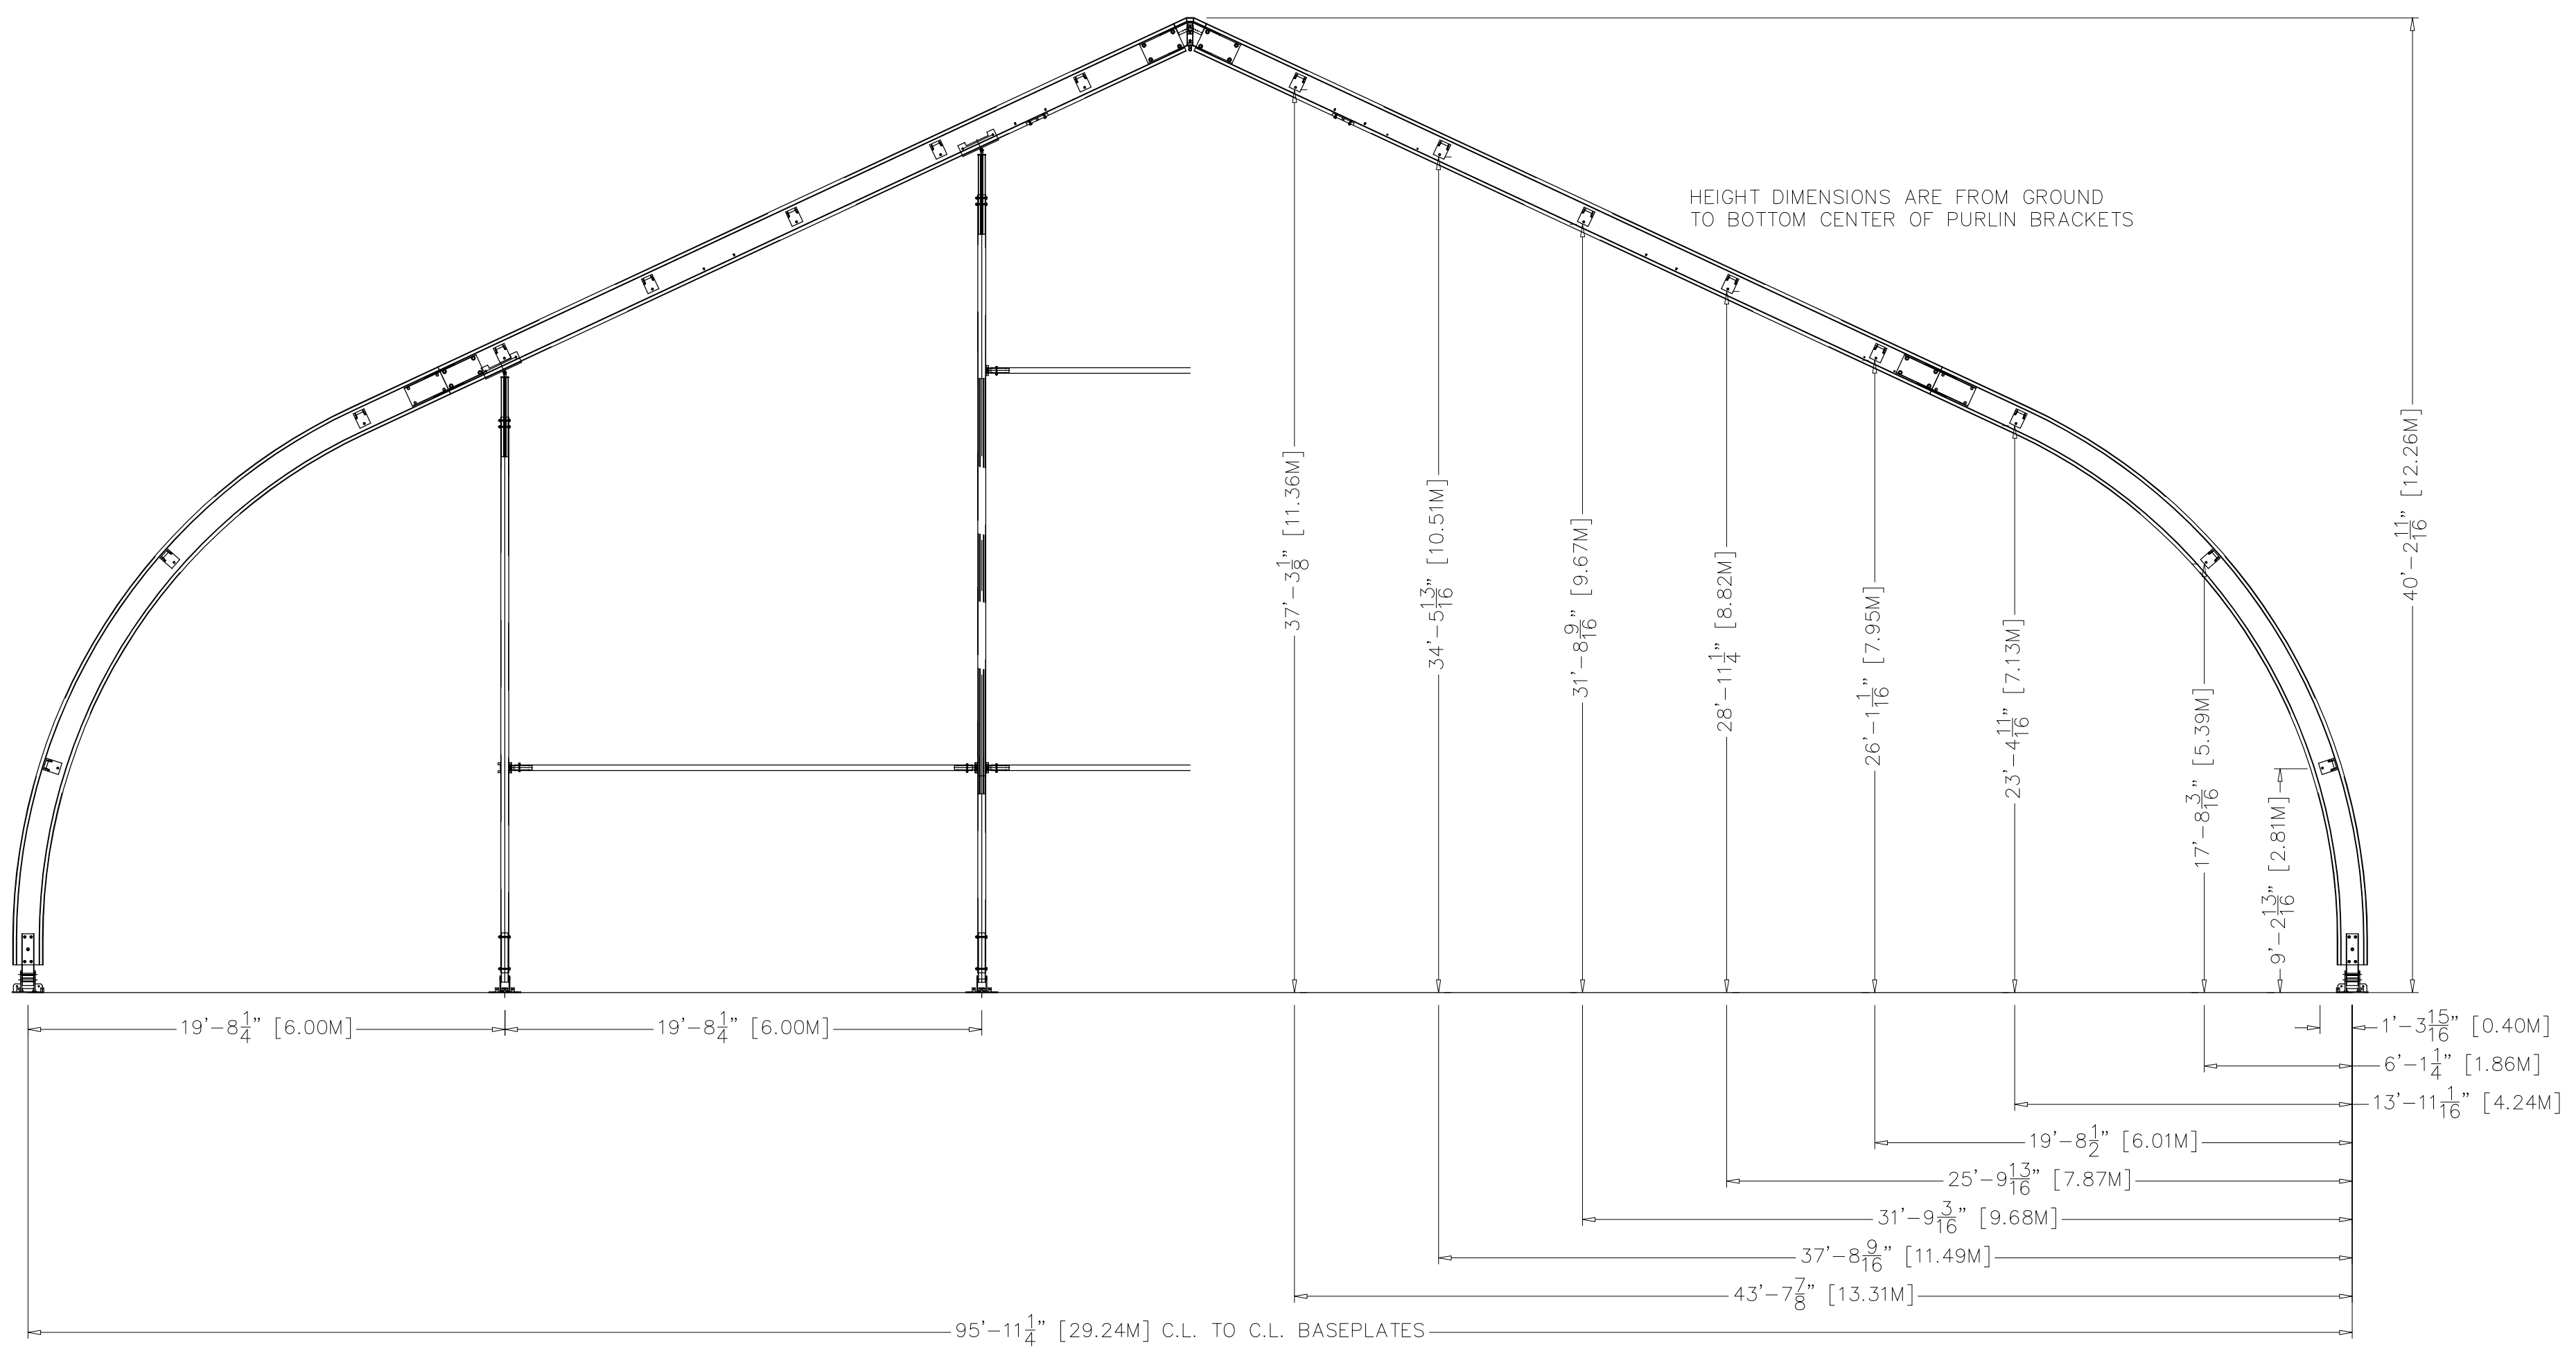 HEIGHT DIMENSIONS ARE FROM GROUND
TO BOTTOM CENTER OF PURLIN BRACKETS
37'-3 1/8" [11.36M]
34'-5 13/16" [10.51M]
31'-8 9/16" [9.67M]
28'-11 1/4" [8.82M]
26'-1 1/16" [7.95M]
23'-4 11/16" [7.13M]
17'-8 3/16" [5.39M]
9'-2 13/16" [2.81M]
40'-2 11/16" [12.26M]
19'-8 1/4" [6.00M]
19'-8 1/4" [6.00M]
1'-3 15/16" [0.40M]
6'-1 1/4" [1.86M]
13'-11 1/16" [4.24M]
19'-8 1/2" [6.01M]
25'-9 13/16" [7.87M]
31'-9 3/16" [9.68M]
37'-8 9/16" [11.49M]
43'-7 7/8" [13.31M]
95'-11 1/4" [29.24M] C.L. TO C.L. BASEPLATES